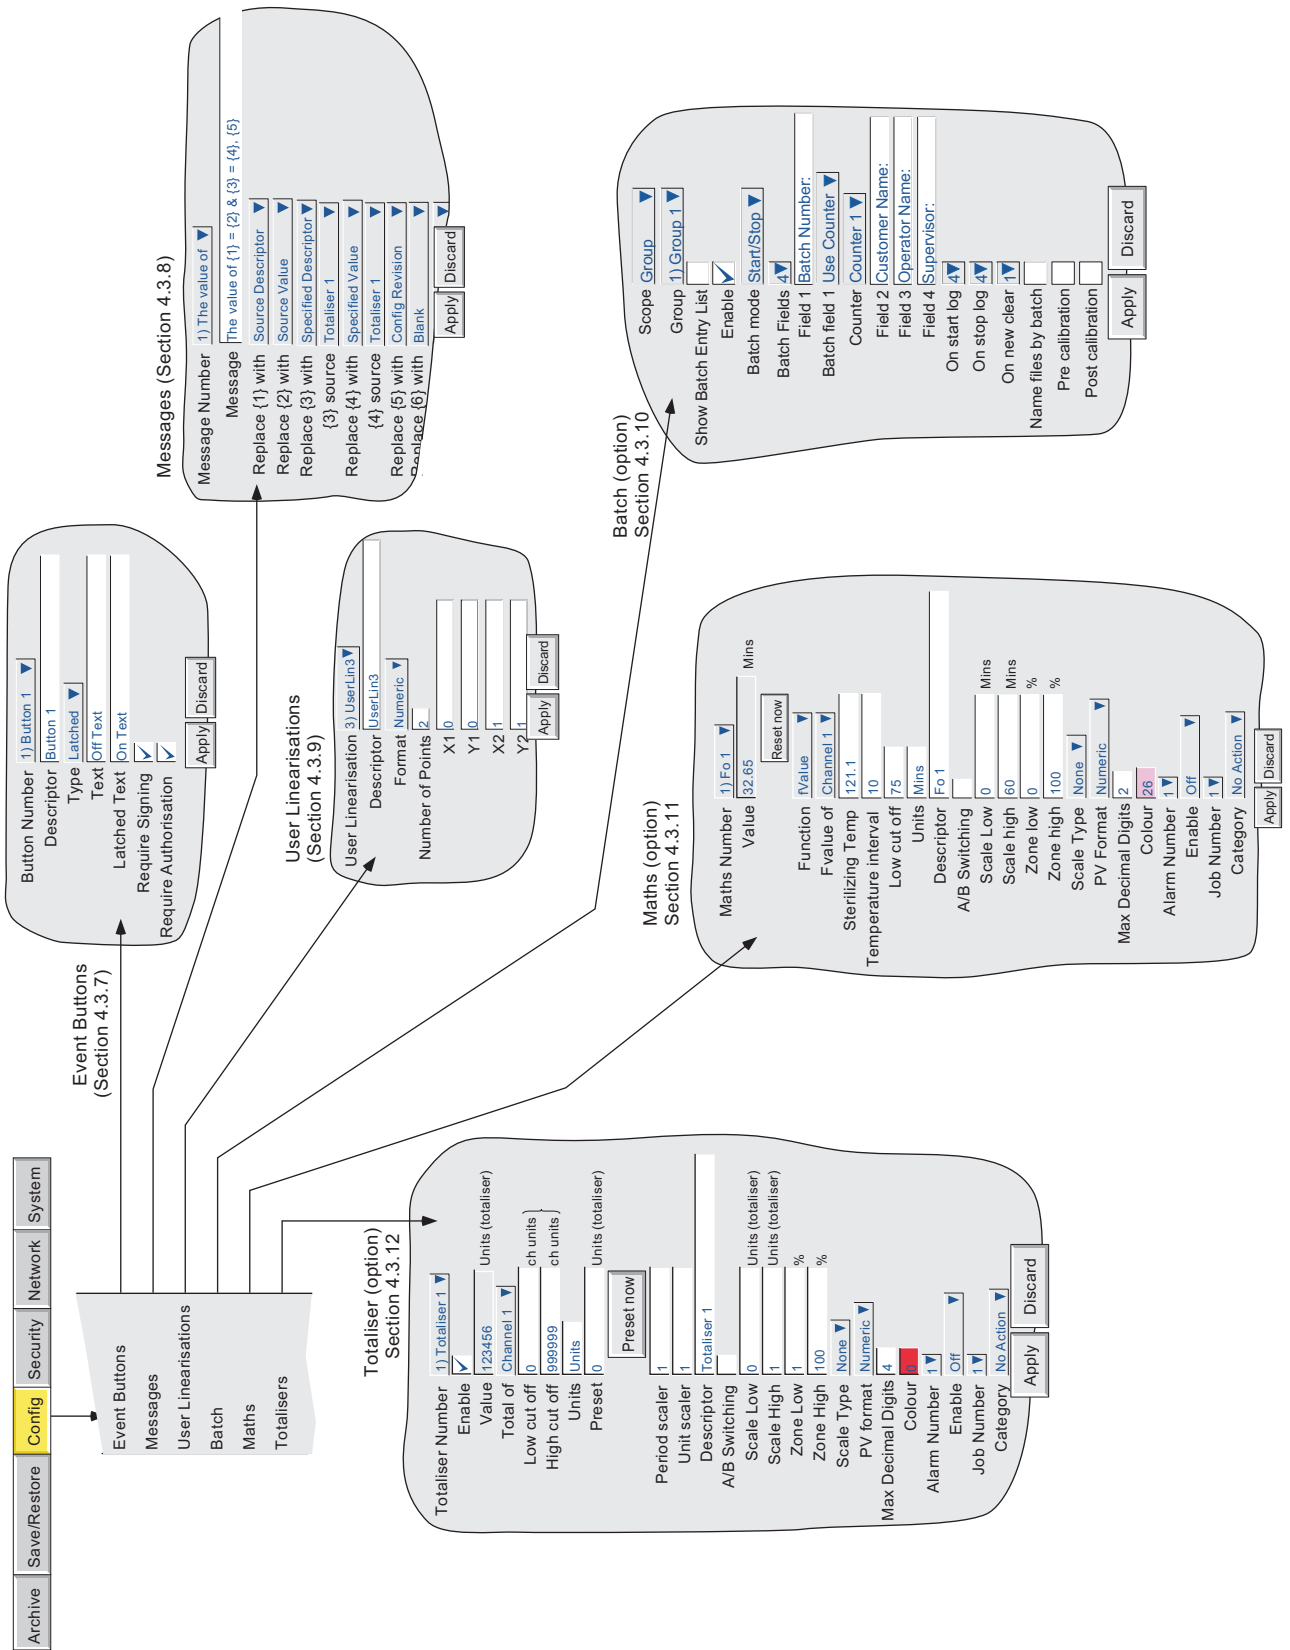 Archive Save/Restore Config Security Network System
Event Buttons
Messages
User Linearisations
Batch
Maths
Totalisers
Event Buttons
(Section 4.3.7)
Button Number 1) Button 1
Descriptor Button 1
Type Latched
Text Off Text
Latched Text On Text
Require Signing
Require Authorisation
Apply Discard
Messages (Section 4.3.8)
Message Number 1) The value of
Message The value of {1} = {2} & {3} = {4}, {5}
Replace {1} with Source Descriptor
Replace {2} with Source Value
Replace {3} with Specified Descriptor
{3} source Totaliser 1
Replace {4} with Specified Value
{4} source Totaliser 1
Replace {5} with Config Revision
Replace {6} with Blank
Apply Discard
User Linearisations
(Section 4.3.9)
User Linearisation 3) UserLin3
Descriptor UserLin3
Format Numeric
Number of Points 2
X1 0
Y1 0
X2 1
Y2 1
Apply Discard
Batch (option)
Section 4.3.10
Scope Group
Group 1) Group 1
Show Batch Entry List
Enable
Batch mode Start/Stop
Batch Fields 4
Field 1 Batch Number:
Batch field 1 Use Counter
Counter Counter 1
Field 2 Customer Name:
Field 3 Operator Name:
Field 4 Supervisor:
On start log 4
On stop log 4
On new clear 1
Name files by batch
Pre calibration
Post calibration
Apply Discard
Maths (option)
Section 4.3.11
Maths Number 1) Fo 1
Value 32.65 Mins
Reset now
Function fValue
Fvalue of Channel 1
Sterilizing Temp 121.1
Temperature interval 10
Low cut off 75
Units Mins
Descriptor Fo 1
A/B Switching
Scale Low 0 Mins
Scale high 60 Mins
Zone low 0 %
Zone high 100 %
Scale Type None
PV Format Numeric
Max Decimal Digits 2
Colour 26
Alarm Number 1
Enable Off
Job Number 1
Category No Action
Apply Discard
Totaliser (option)
Section 4.3.12
Totaliser Number 1) Totaliser 1
Enable
Value 123456 Units (totaliser)
Total of Channel 1
Low cut off 0 ch units
High cut off 999999 ch units
Units Units
Preset 0 Units (totaliser)
Preset now
Period scaler 1
Unit scaler 1
Descriptor Totaliser 1
A/B Switching
Scale Low 0 Units (totaliser)
Scale High 1 Units (totaliser)
Zone Low 1 %
Zone High 100 %
Scale Type None
PV format Numeric
Max Decimal Digits 4
Colour 0
Alarm Number 1
Enable Off
Job Number 1
Category No Action
Apply Discard